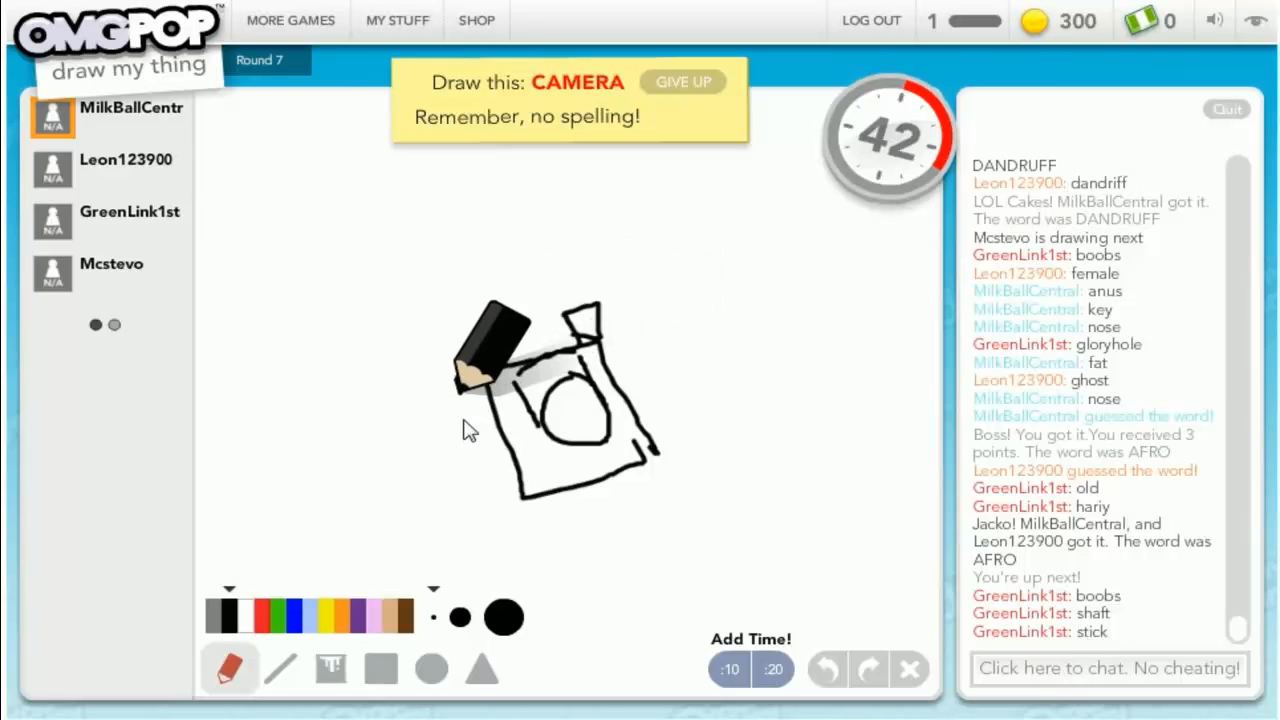 OMGPOP™
draw my thing
MORE GAMES
MY STUFF
SHOP
LOG OUT
1
300
0
Round 7
Draw this: CAMERA
GIVE UP
Remember, no spelling!
42
Quit
MilkBallCentr
N/A
Leon123900
N/A
GreenLink1st
N/A
Mcstevo
N/A
DANDRUFF
Leon123900: dandriff
LOL Cakes! MilkBallCentral got it.
The word was DANDRUFF
Mcstevo is drawing next
GreenLink1st: boobs
Leon123900: female
MilkBallCentral: anus
MilkBallCentral: key
MilkBallCentral: nose
GreenLink1st: gloryhole
MilkBallCentral: fat
Leon123900: ghost
MilkBallCentral: nose
MilkBallCentral guessed the word!
Boss! You got it.You received 3
points. The word was AFRO
Leon123900 guessed the word!
GreenLink1st: old
GreenLink1st: hariy
Jacko! MilkBallCentral, and
Leon123900 got it. The word was
AFRO
You're up next!
GreenLink1st: boobs
GreenLink1st: shaft
GreenLink1st: stick
Click here to chat. No cheating!
Add Time!
:10
:20